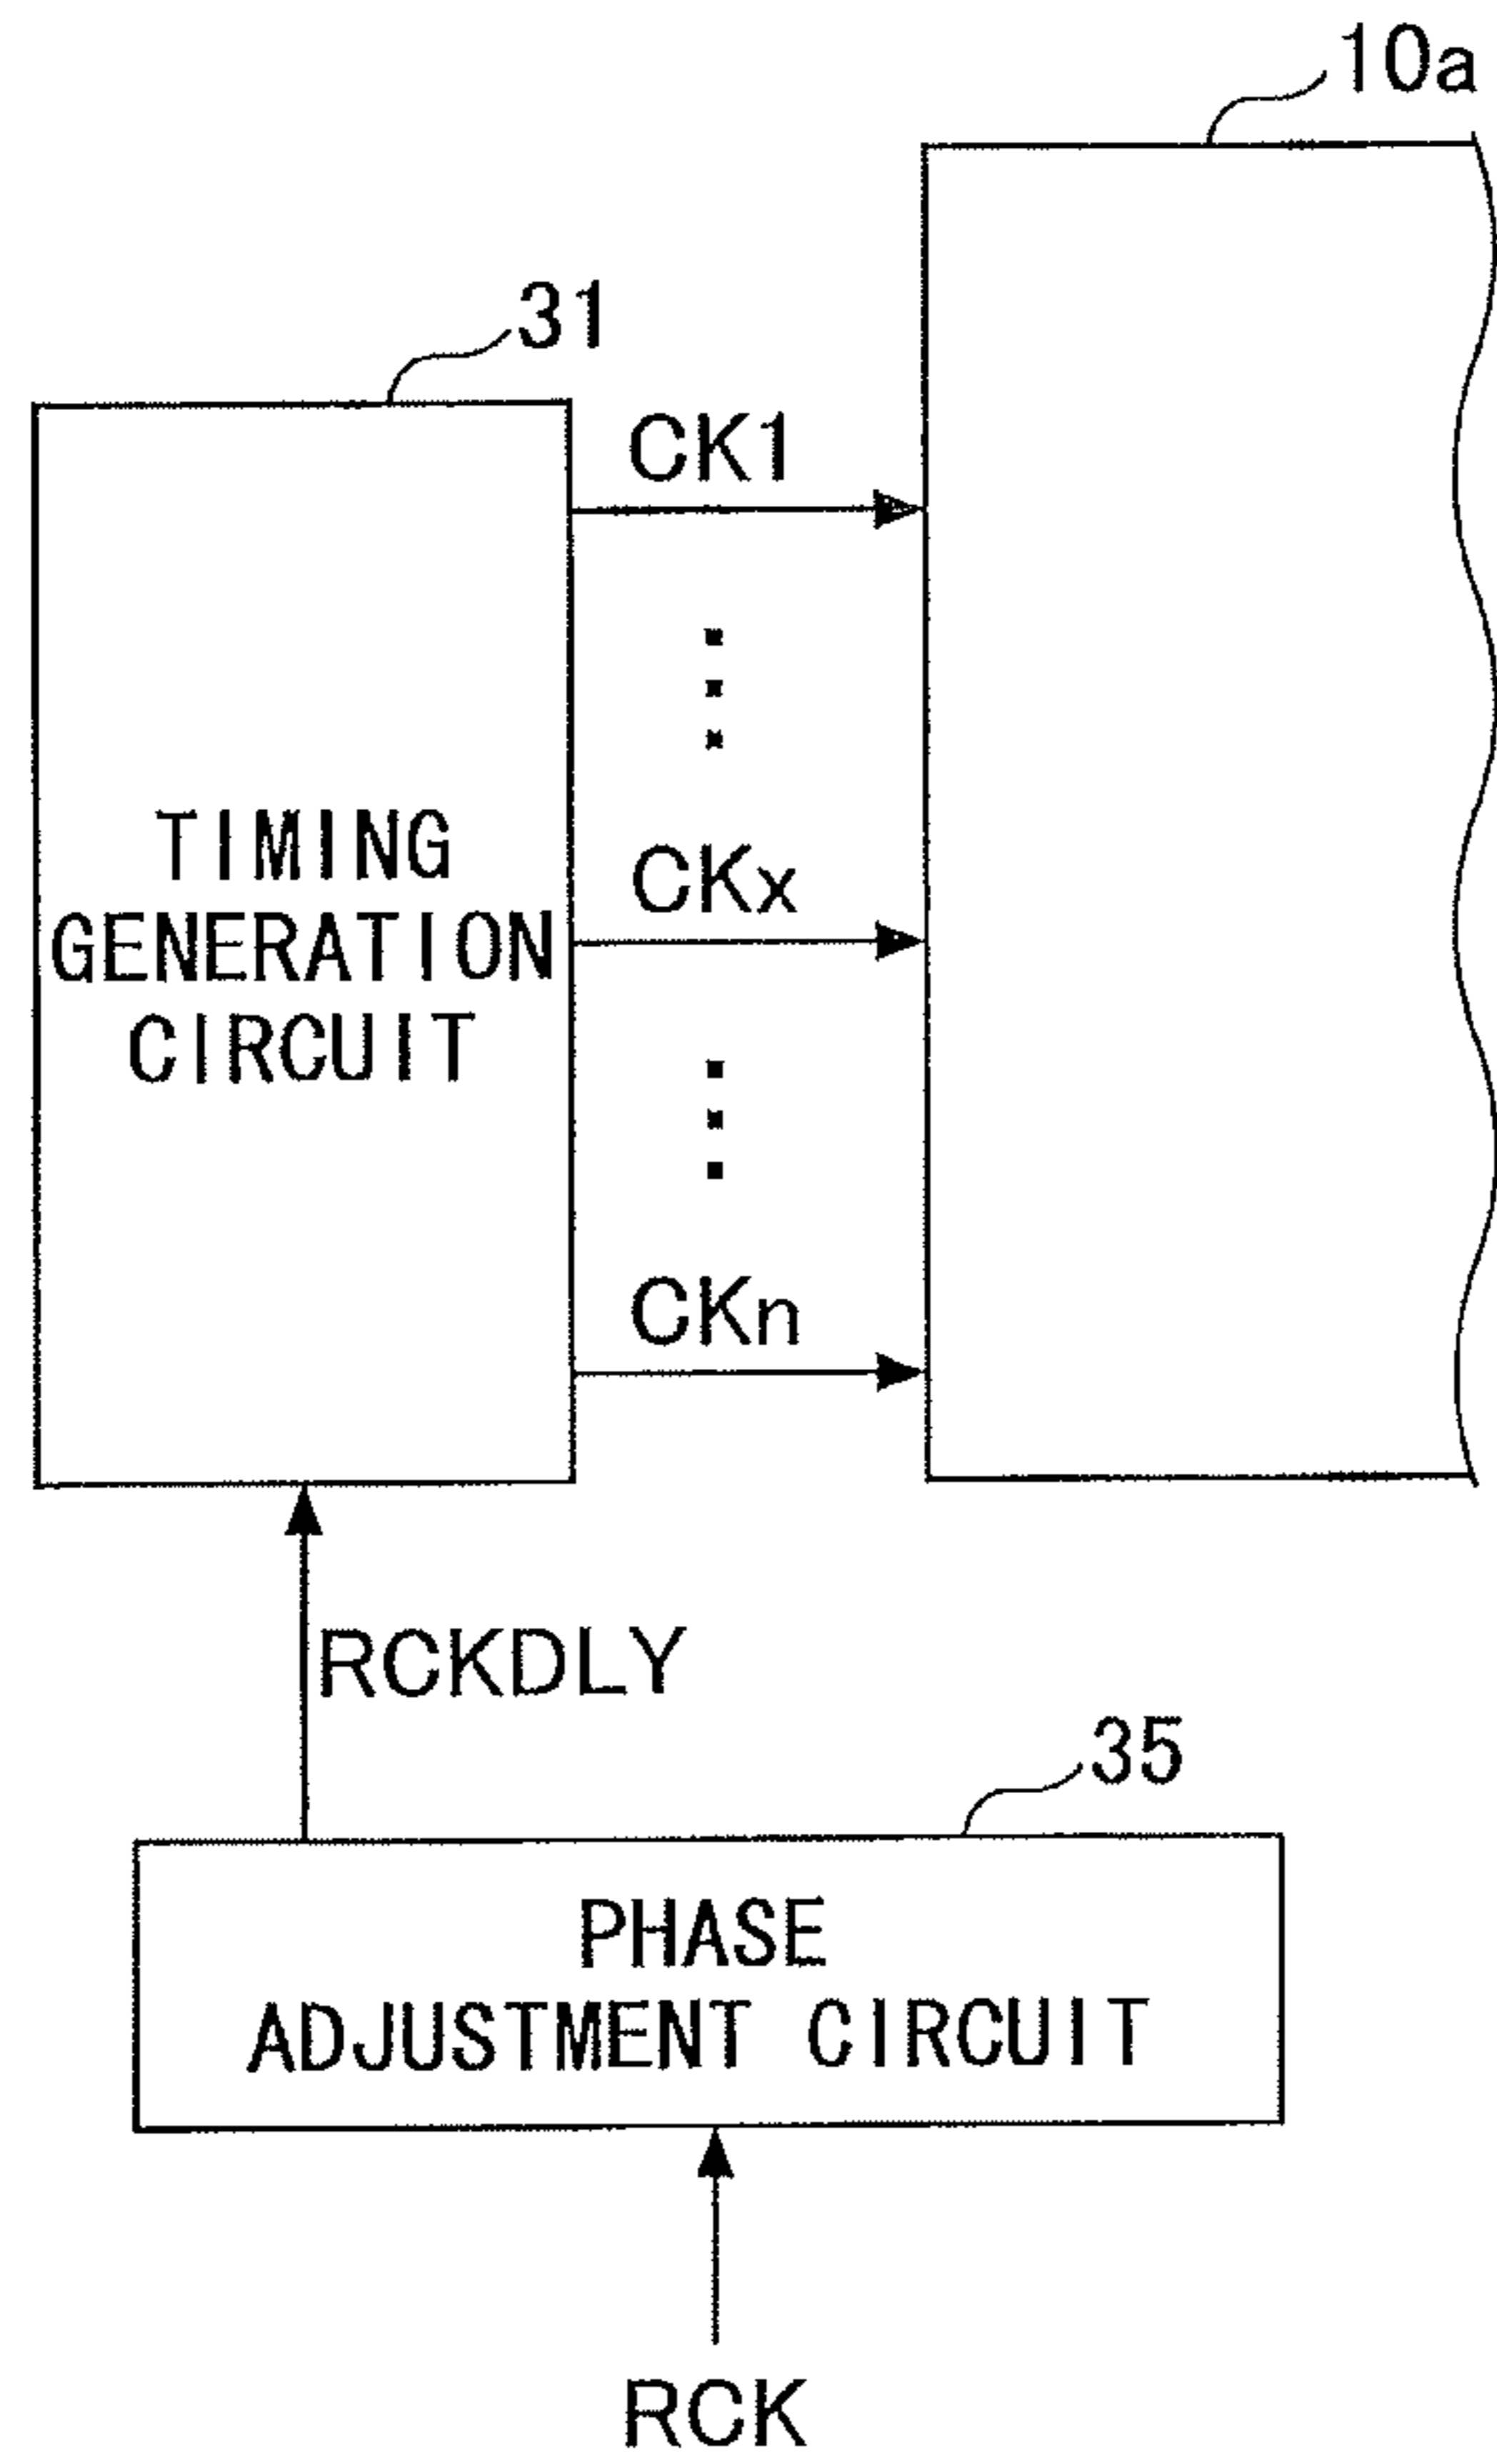 10a
31
CK1
TIMING
GENERATION
CIRCUIT
CKx
CKn
RCKDLY
35
PHASE
ADJUSTMENT CIRCUIT
RCK